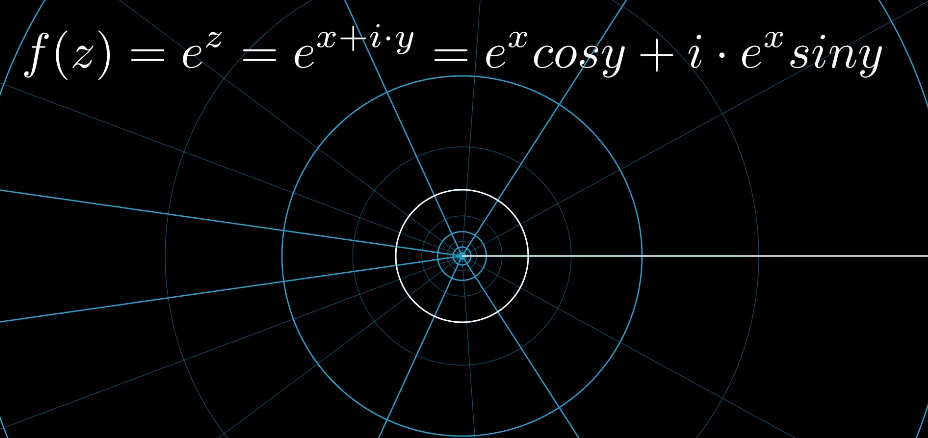 f(z) = e^z = e^{x+i·y} = e^x cosy + i · e^x siny